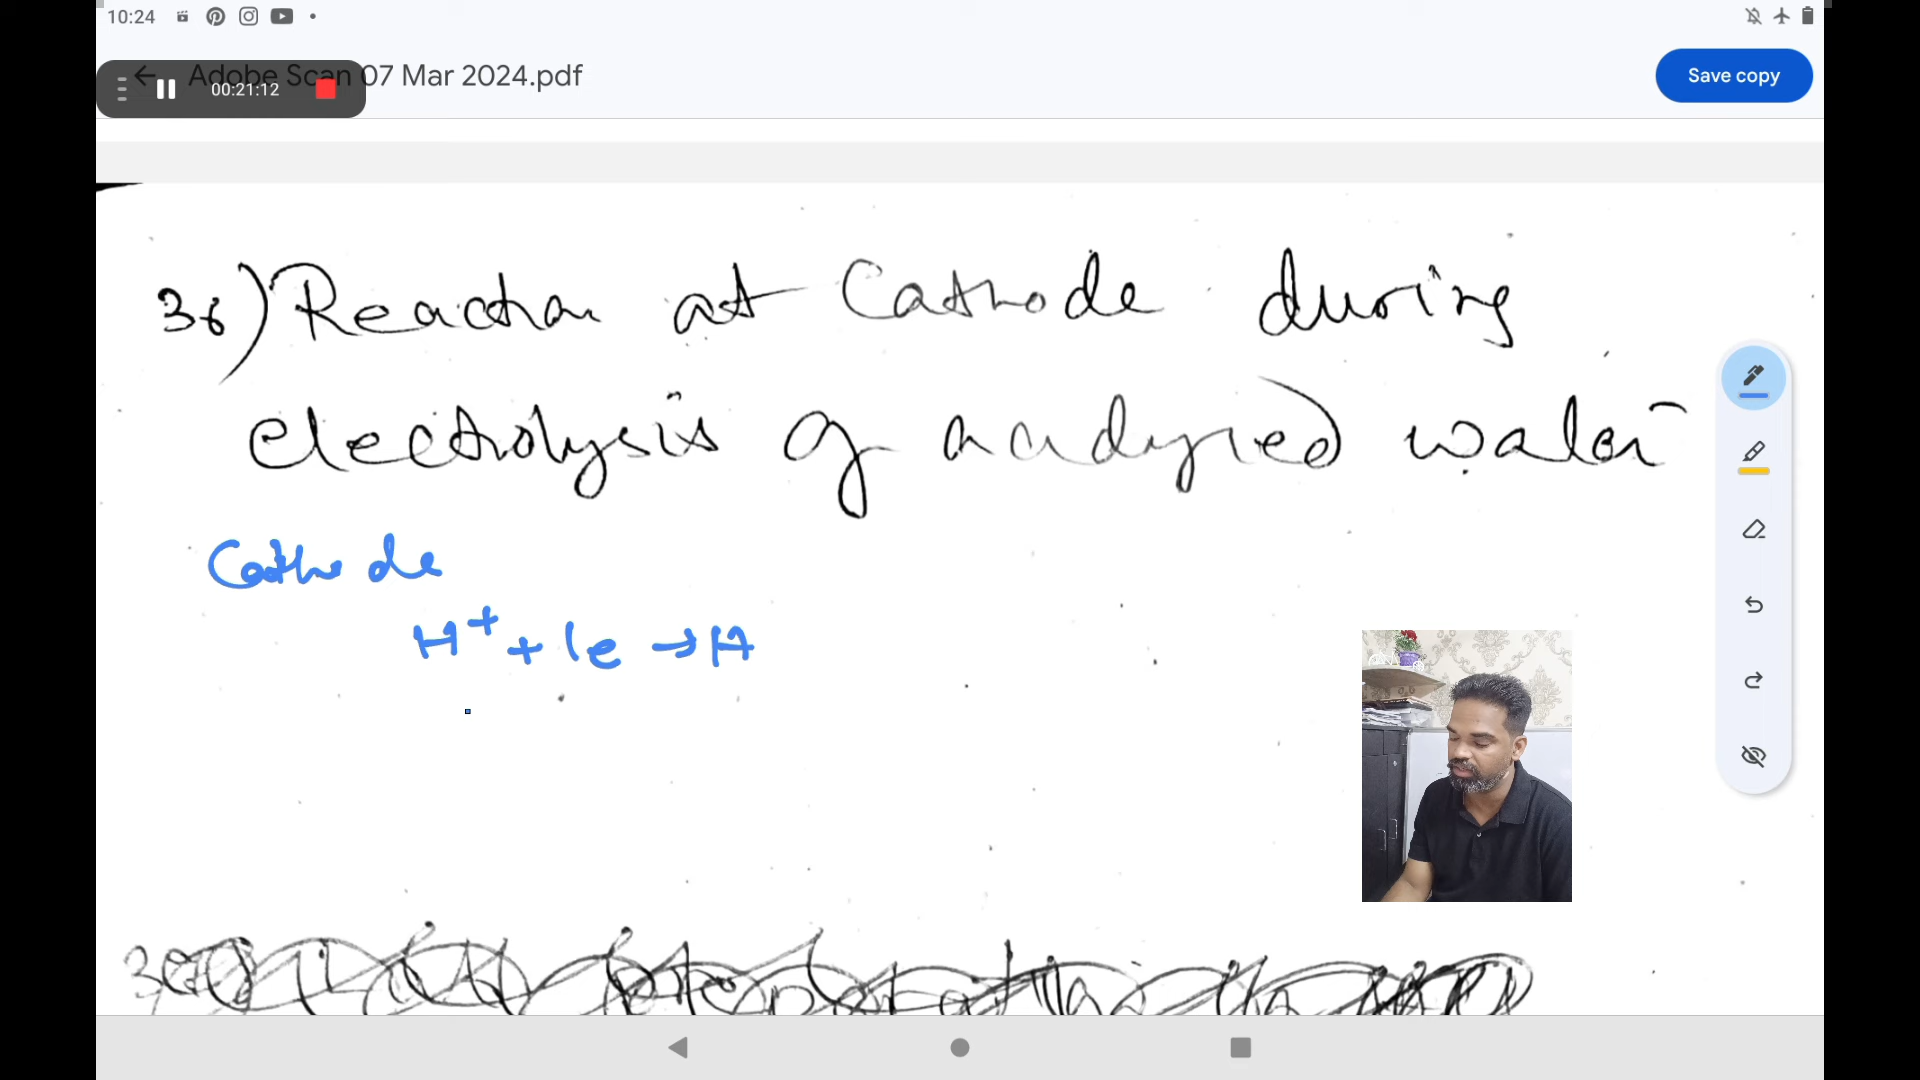 10:24
Adobe Scan 07 Mar 2024.pdf
00:21:12
Save copy
36) Reaction at Cathode during
electrolysis of acidified water
Cathode
H+ + 1e → H